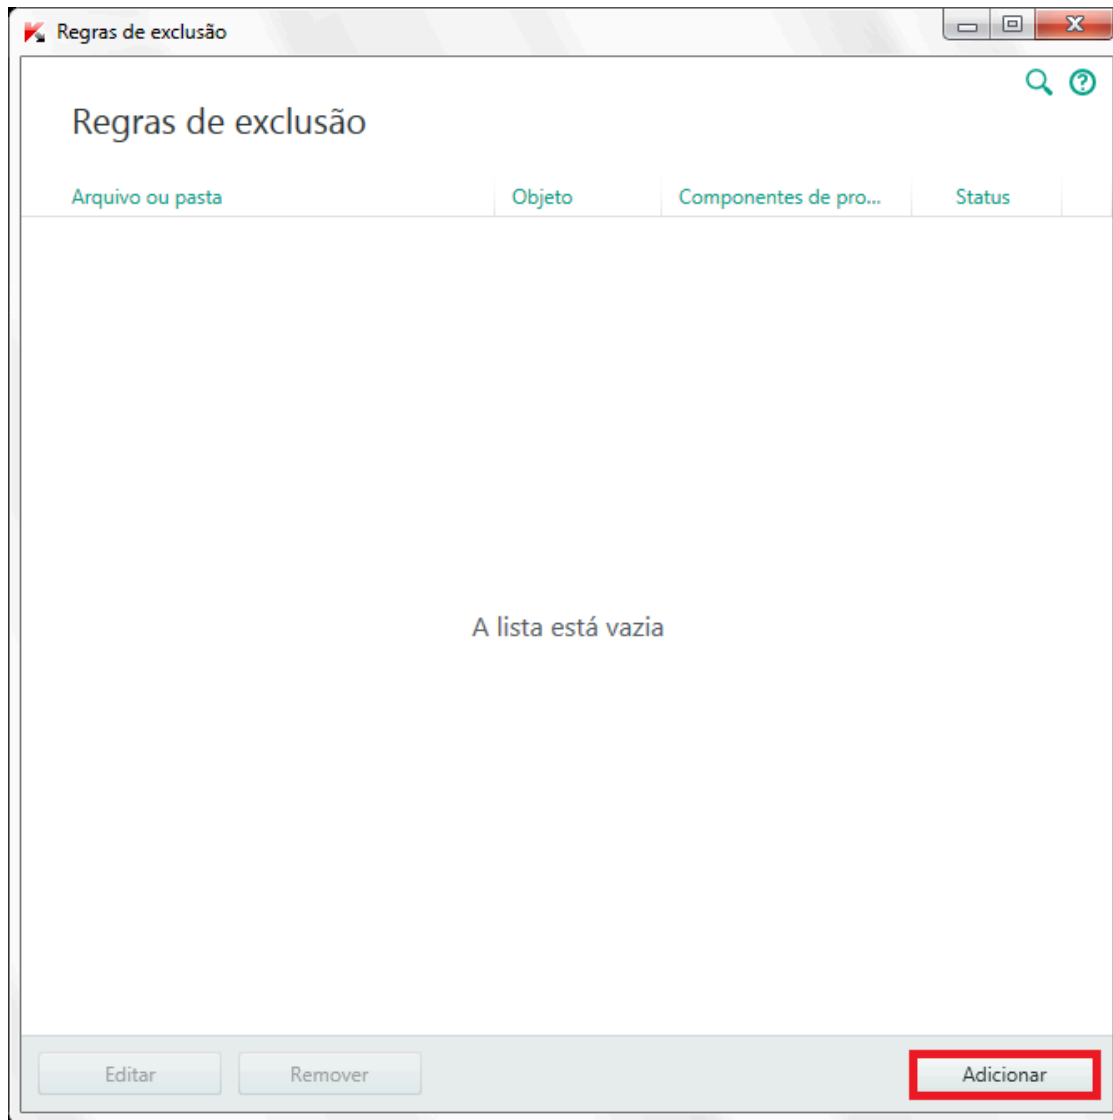 Regras de exclusão
Regras de exclusão
Arquivo ou pasta Objeto Componentes de pro... Status
A lista está vazia
Editar Remover Adicionar